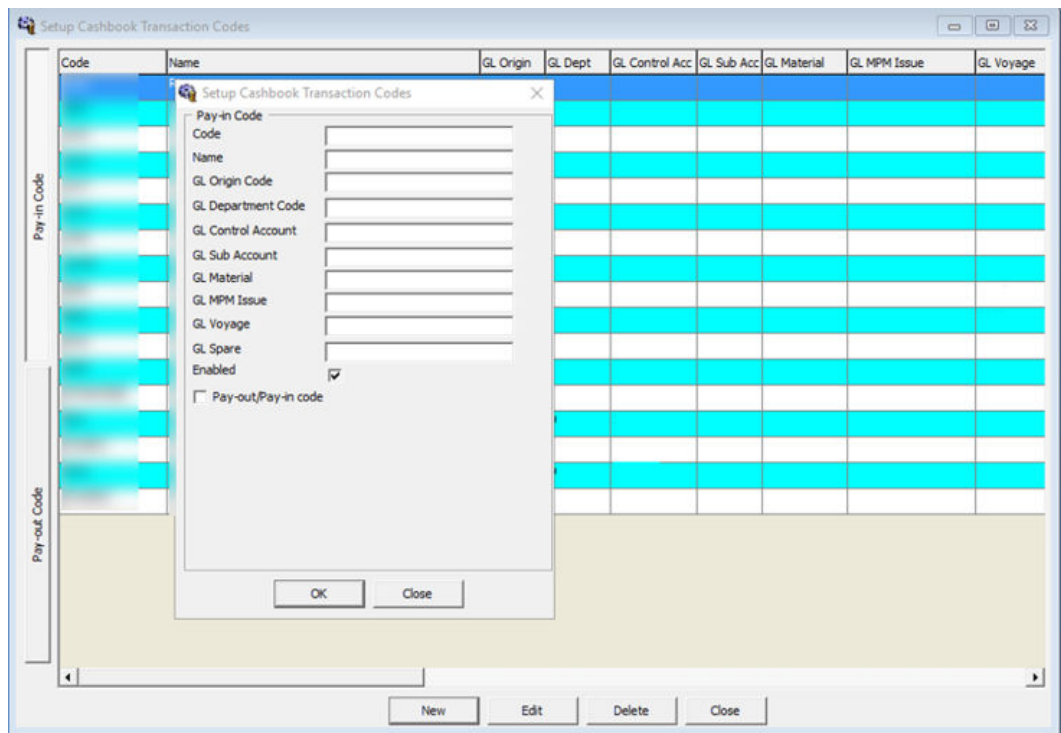 Setup Cashbook Transaction Codes
Code Name GL Origin GL Dept GL Control Acc GL Sub Acc GL Material GL MPM Issue GL Voyage
Pay-in Code
Pay-out Code
Setup Cashbook Transaction Codes
Pay-in Code
Code
Name
GL Origin Code
GL Department Code
GL Control Account
GL Sub Account
GL Material
GL MPM Issue
GL Voyage
GL Spare
Enabled
Pay-out/Pay-in code
OK Close
New Edit Delete Close